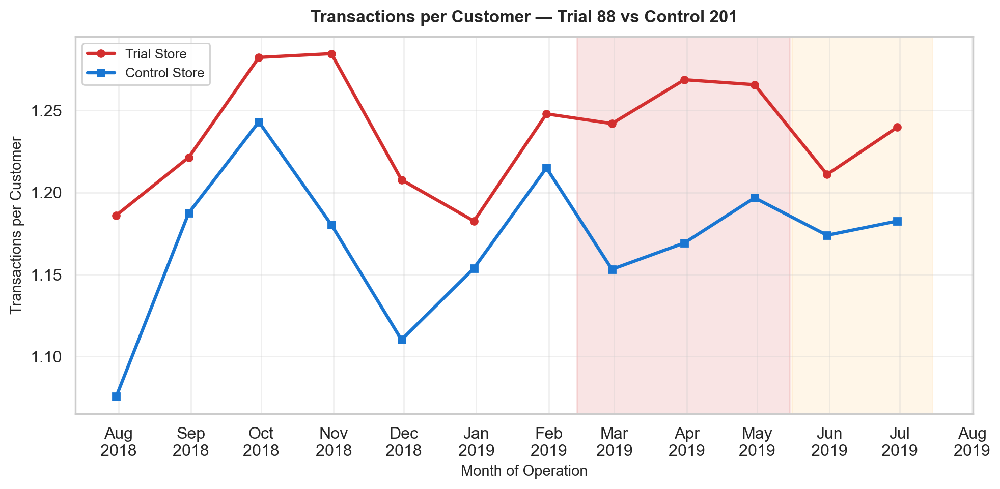 Transactions per Customer — Trial 88 vs Control 201
Trial Store
Control Store
Transactions per Customer
1.25
1.20
1.15
1.10
Aug Sep Oct Nov Dec Jan Feb Mar Apr May Jun Jul Aug
2018 2018 2018 2018 2018 2019 2019 2019 2019 2019 2019 2019 2019
Month of Operation